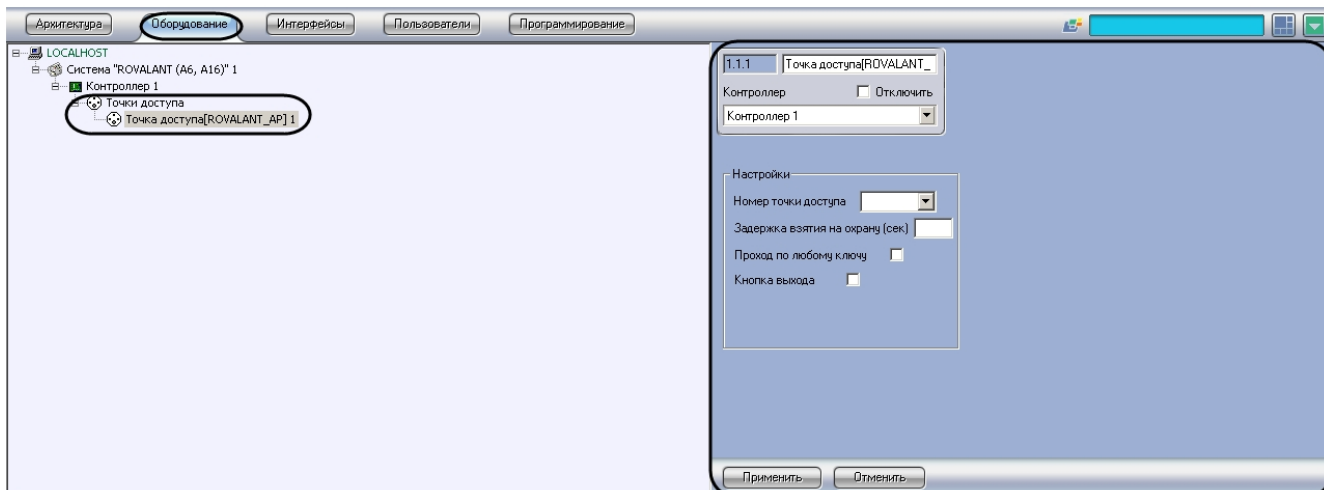 Архитектура Оборудование Интерфейсы Пользователи Программирование
LOCALHOST
Система "ROVALANT (A6, A16)" 1
Контроллер 1
Точки доступа
Точка доступа[ROVALANT_AP] 1
1.1.1 Точка доступа[ROVALANT_
Контроллер Отключить
Контроллер 1
Настройки
Номер точки доступа
Задержка взятия на охрану (сек)
Проход по любому ключу
Кнопка выхода
Применить Отменить